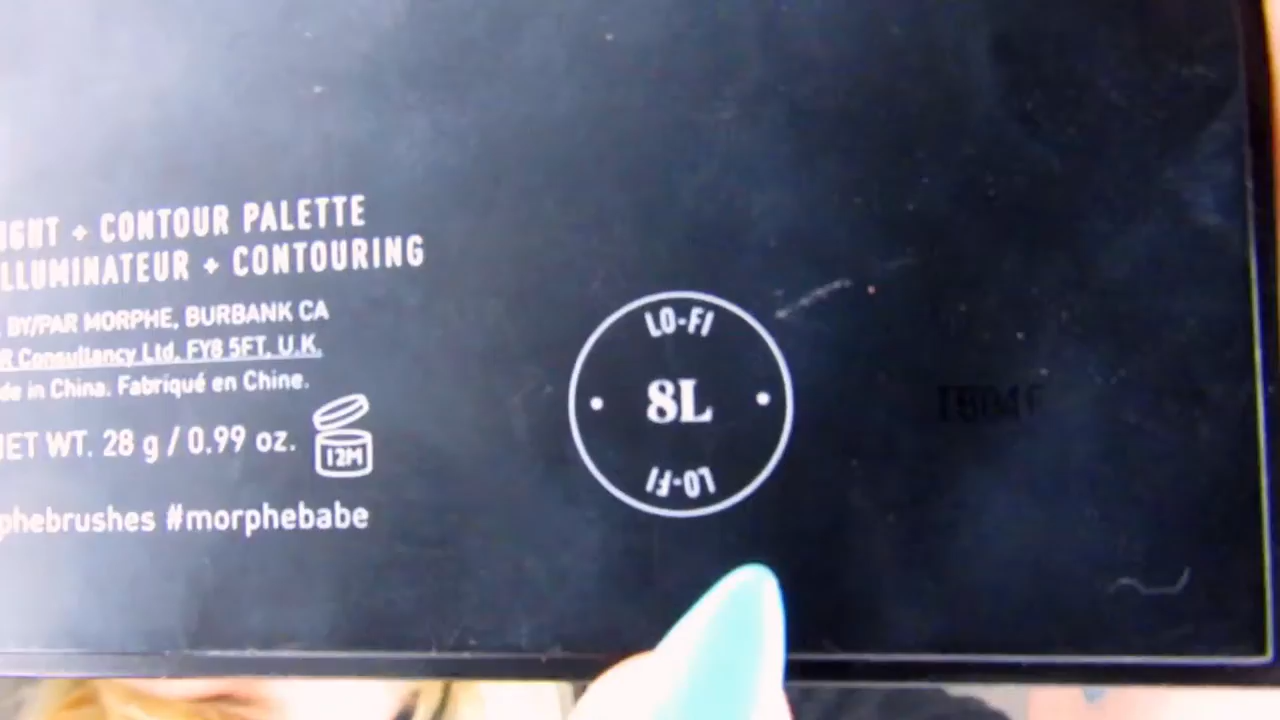 IGHT + CONTOUR PALETTE
ILLUMINATEUR + CONTOURING
BY/PAR MORPHE, BURBANK CA
R Consultancy Ltd, FY8 5FT, U.K.
de in China. Fabriqué en Chine.
NET WT. 28 g / 0.99 oz.
12M
phebrushes #morphebabe
LO-FI
8L
LO-FI